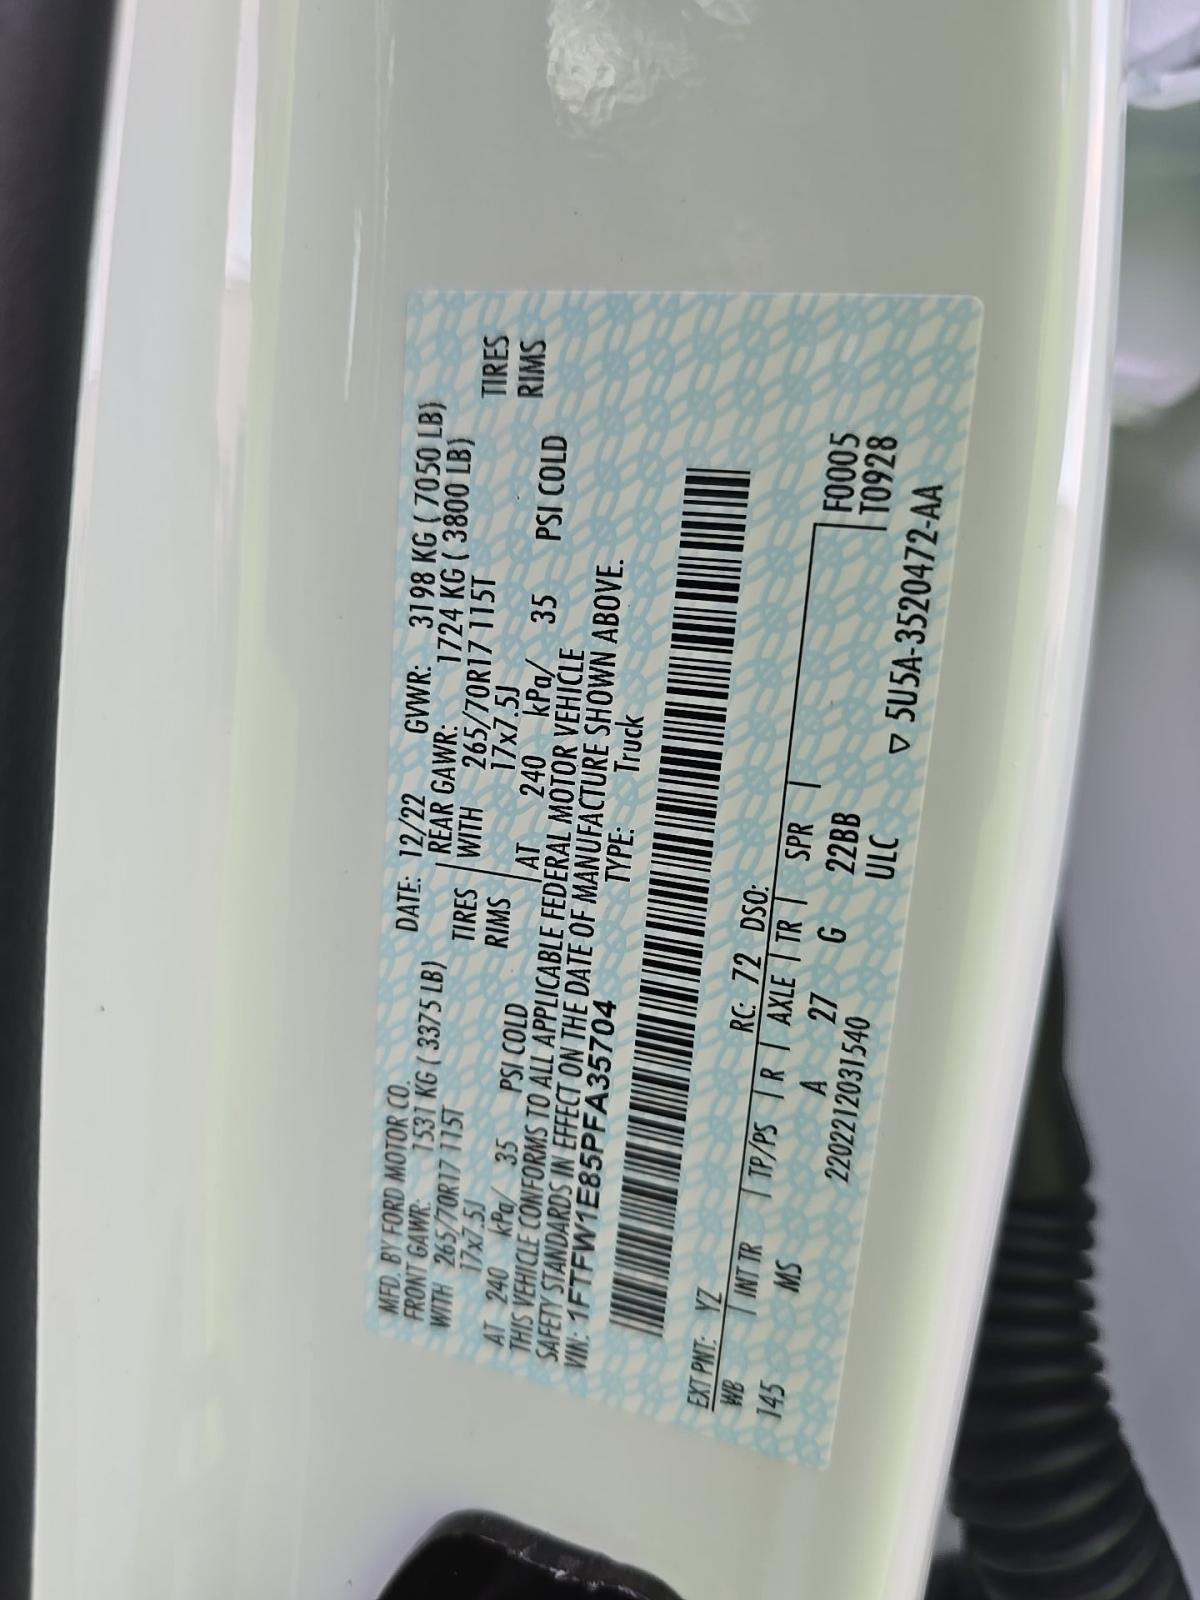 MFD. BY FORD MOTOR CO. DATE: 12/22 GVWR: 3198 KG ( 7050 LB)
FRONT GAWR: 1531 KG ( 3375 LB) REAR GAWR: 1724 KG ( 3800 LB)
WITH 265/70R17 115T TIRES WITH 265/70R17 115T TIRES
17x7.5J RIMS 17x7.5J RIMS
AT 240 kPa/ 35 PSI COLD AT 240 kPa/ 35 PSI COLD
THIS VEHICLE CONFORMS TO ALL APPLICABLE FEDERAL MOTOR VEHICLE
SAFETY STANDARDS IN EFFECT ON THE DATE OF MANUFACTURE SHOWN ABOVE.
VIN: 1FTFW1E85PFA35704 TYPE: Truck
EXT PNT: YZ RC: 72 DSO:
WB INT TR TP/PS R AXLE TR SPR F0005
145 MS A 27 G 22BB T0928
2202212031540 ULC
▽ 5U5A-3520472-AA